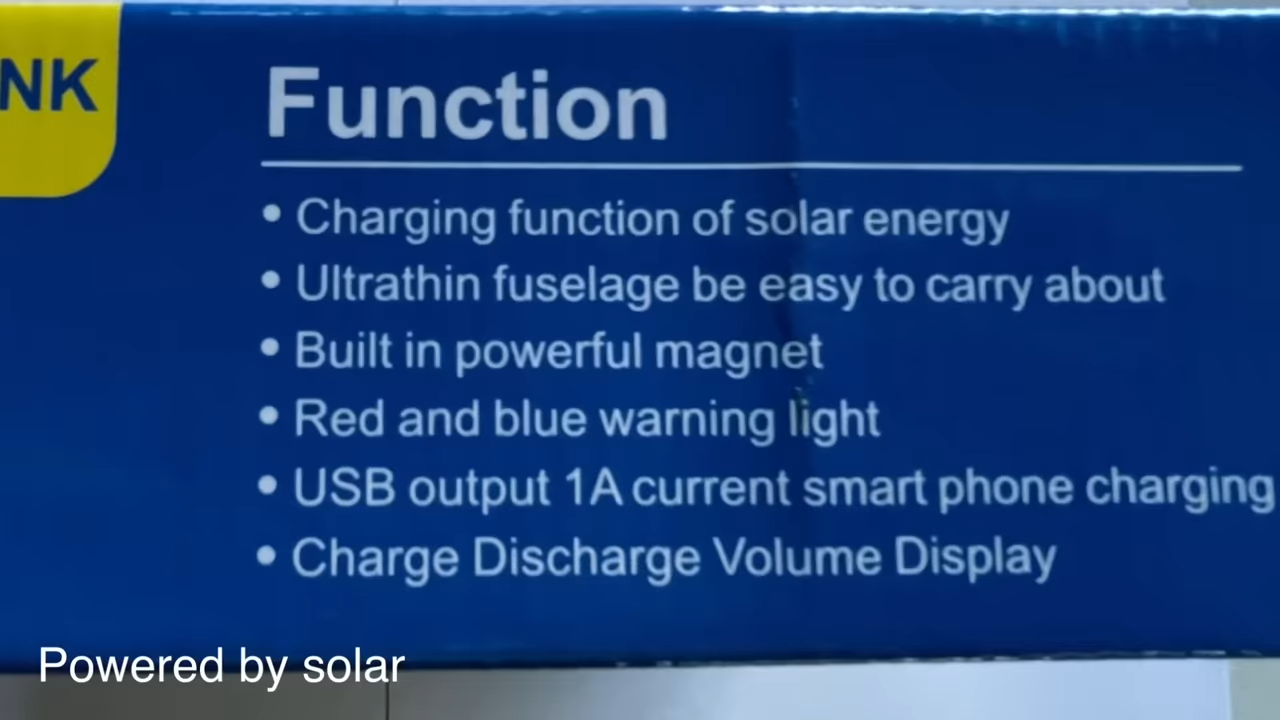 NK
Function
• Charging function of solar energy
• Ultrathin fuselage be easy to carry about
• Built in powerful magnet
• Red and blue warning light
• USB output 1A current smart phone charging
• Charge Discharge Volume Display
Powered by solar